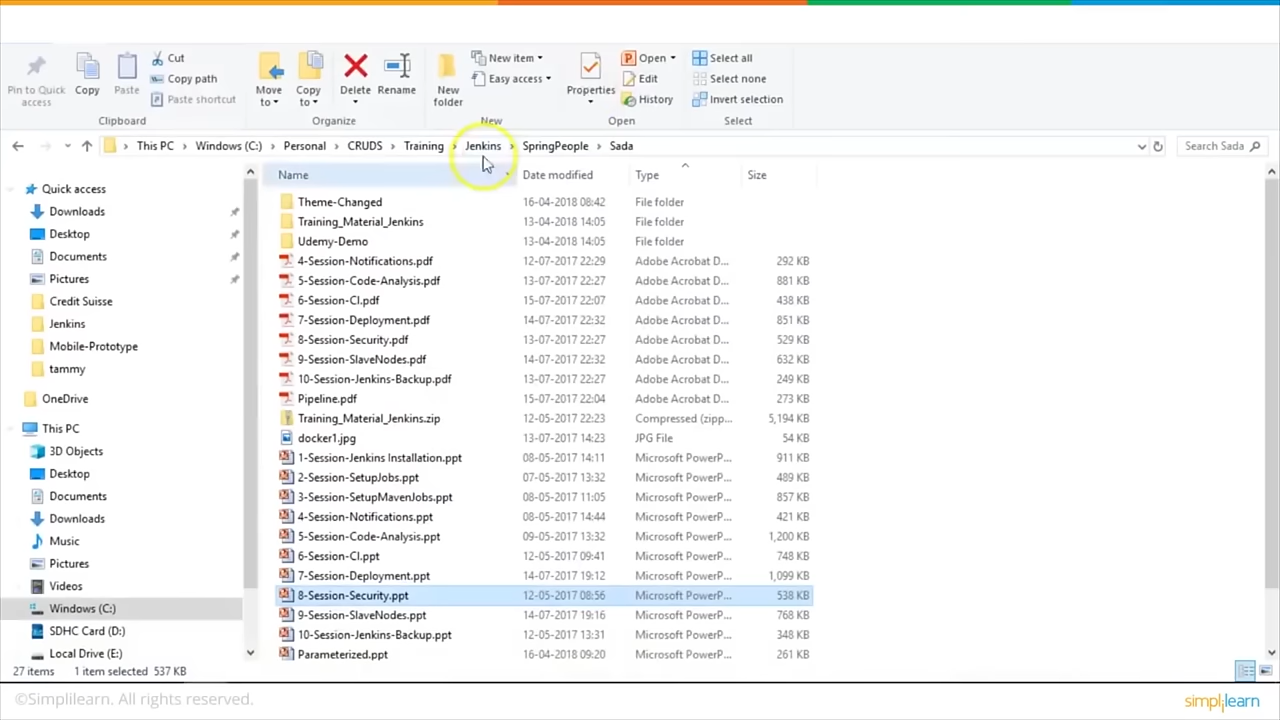 Pin to Quick access
Copy
Paste
Cut
Copy path
Paste shortcut
Clipboard
Move to
Copy to
Delete
Rename
Organize
New folder
New item
Easy access
New
Properties
Open
Edit
History
Open
Select all
Select none
Invert selection
Select
This PC > Windows (C:) > Personal > CRUDS > Training > Jenkins > SpringPeople > Sada
Search Sada
Name Date modified Type Size
Quick access
Downloads
Desktop
Documents
Pictures
Credit Suisse
Jenkins
Mobile-Prototype
tammy
OneDrive
This PC
3D Objects
Desktop
Documents
Downloads
Music
Pictures
Videos
Windows (C:)
SDHC Card (D:)
Local Drive (E:)
Theme-Changed 16-04-2018 08:42 File folder
Training_Material_Jenkins 13-04-2018 14:05 File folder
Udemy-Demo 13-04-2018 14:05 File folder
4-Session-Notifications.pdf 12-07-2017 22:29 Adobe Acrobat D... 292 KB
5-Session-Code-Analysis.pdf 13-07-2017 22:27 Adobe Acrobat D... 881 KB
6-Session-CI.pdf 15-07-2017 22:07 Adobe Acrobat D... 438 KB
7-Session-Deployment.pdf 14-07-2017 22:32 Adobe Acrobat D... 851 KB
8-Session-Security.pdf 13-07-2017 22:27 Adobe Acrobat D... 529 KB
9-Session-SlaveNodes.pdf 14-07-2017 22:32 Adobe Acrobat D... 632 KB
10-Session-Jenkins-Backup.pdf 13-07-2017 22:27 Adobe Acrobat D... 249 KB
Pipeline.pdf 15-07-2017 22:04 Adobe Acrobat D... 273 KB
Training_Material_Jenkins.zip 12-05-2017 22:23 Compressed (zipp... 5,194 KB
docker1.jpg 13-07-2017 14:23 JPG File 54 KB
1-Session-Jenkins Installation.ppt 08-05-2017 14:11 Microsoft PowerP... 911 KB
2-Session-SetupJobs.ppt 07-05-2017 13:32 Microsoft PowerP... 489 KB
3-Session-SetupMavenJobs.ppt 08-05-2017 11:05 Microsoft PowerP... 857 KB
4-Session-Notifications.ppt 08-05-2017 14:44 Microsoft PowerP... 421 KB
5-Session-Code-Analysis.ppt 09-05-2017 13:32 Microsoft PowerP... 1,200 KB
6-Session-CI.ppt 12-05-2017 09:41 Microsoft PowerP... 748 KB
7-Session-Deployment.ppt 14-07-2017 19:12 Microsoft PowerP... 1,099 KB
8-Session-Security.ppt 12-05-2017 08:56 Microsoft PowerP... 538 KB
9-Session-SlaveNodes.ppt 14-07-2017 19:16 Microsoft PowerP... 768 KB
10-Session-Jenkins-Backup.ppt 12-05-2017 13:31 Microsoft PowerP... 348 KB
Parameterized.ppt 16-04-2018 09:20 Microsoft PowerP... 261 KB
27 items 1 item selected 537 KB
©Simplilearn. All rights reserved.
simplilearn